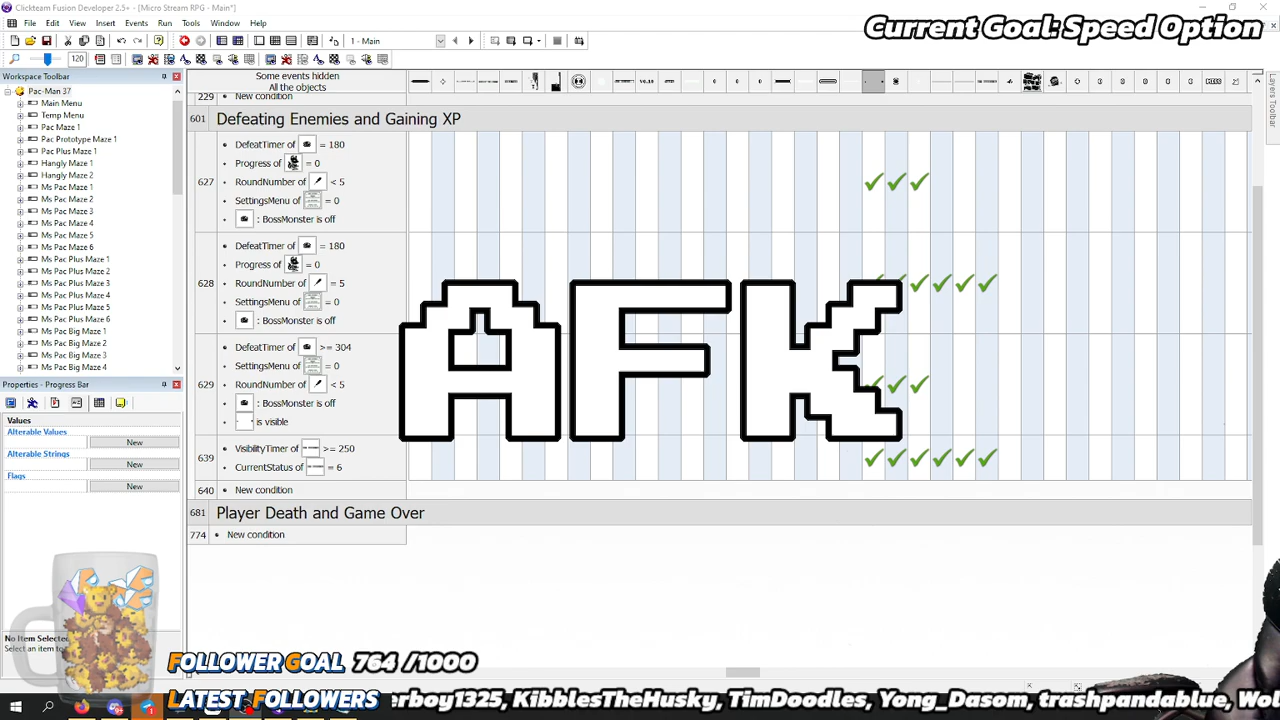 Clickteam Fusion Developer 2.5+ - [Micro Stream RPG - Main*]
File Edit View Insert Events Run Tools Window Help
Current Goal: Speed Option
120
1 - Main
Workspace Toolbar
Pac-Man 37
Main Menu
Temp Menu
Pac Maze 1
Pac Prototype Maze 1
Pac Plus Maze 1
Hangly Maze 1
Hangly Maze 2
Ms Pac Maze 1
Ms Pac Maze 2
Ms Pac Maze 3
Ms Pac Maze 4
Ms Pac Maze 5
Ms Pac Maze 6
Ms Pac Plus Maze 1
Ms Pac Plus Maze 2
Ms Pac Plus Maze 3
Ms Pac Plus Maze 4
Ms Pac Plus Maze 5
Ms Pac Plus Maze 6
Ms Pac Big Maze 1
Ms Pac Big Maze 2
Ms Pac Big Maze 3
Ms Pac Big Maze 4
Properties - Progress Bar
Values
Alterable Values
New
Alterable Strings
New
Flags
New
No Item Selected
Select an item to
Some events hidden
All the objects
Layers Toolbar
229 New condition
601 Defeating Enemies and Gaining XP
627
DefeatTimer of = 180
Progress of = 0
RoundNumber of < 5
SettingsMenu of = 0
: BossMonster is off
628
DefeatTimer of = 180
Progress of = 0
RoundNumber of = 5
SettingsMenu of = 0
: BossMonster is off
629
DefeatTimer of >= 304
SettingsMenu of = 0
RoundNumber of < 5
: BossMonster is off
is visible
639
VisibilityTimer of >= 250
CurrentStatus of = 6
640 New condition
681 Player Death and Game Over
774 New condition
AFK
Follower Goal 764 /1000
Latest Followers erboy1325, KibblesTheHusky, TimDoodles, Yong_Dasom, trashpandablue, Wol